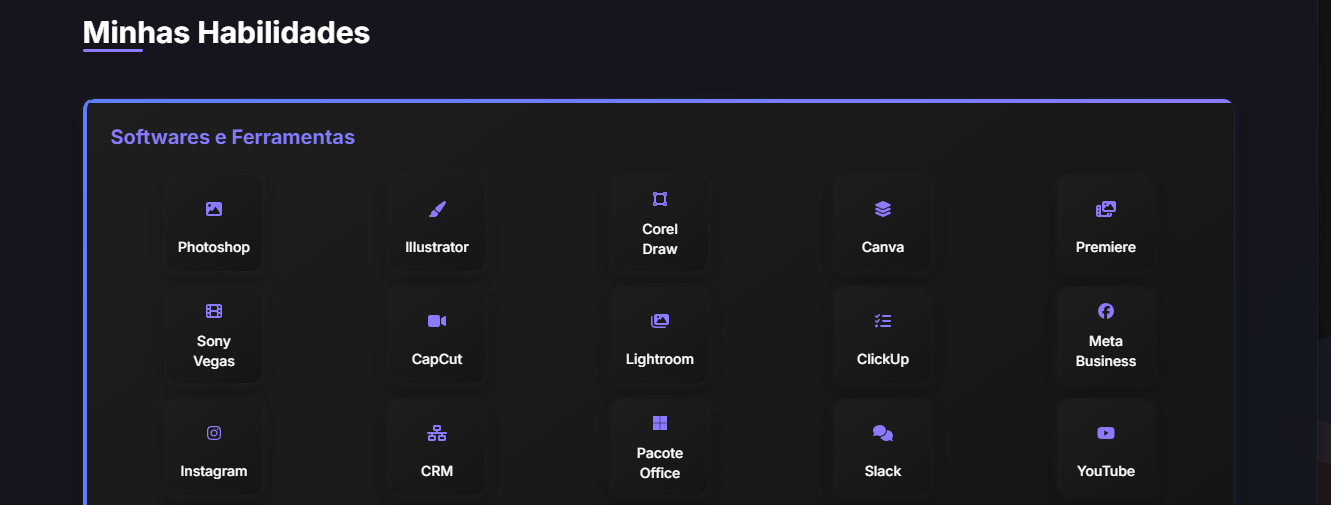 Minhas Habilidades
Softwares e Ferramentas
Photoshop
Illustrator
Corel
Draw
Canva
Premiere
Sony
Vegas
CapCut
Lightroom
ClickUp
Meta
Business
Instagram
CRM
Pacote
Office
Slack
YouTube